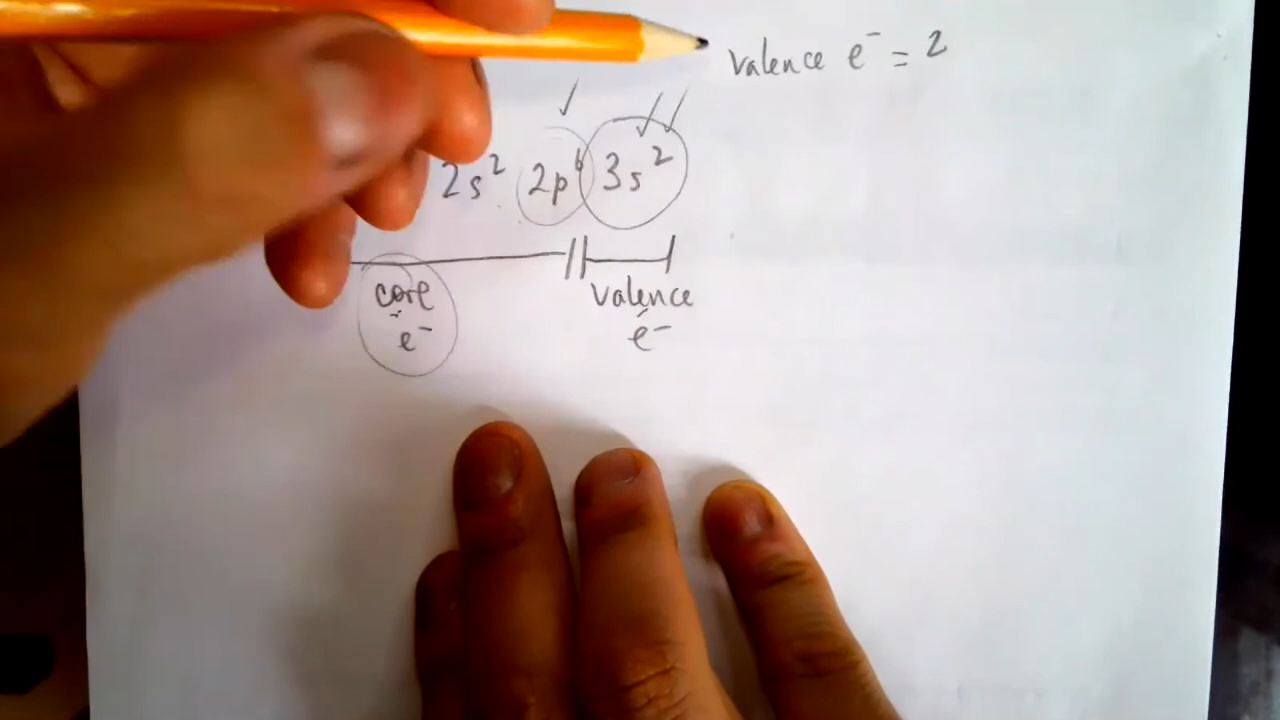 valence e⁻ = 2
2s² 2p⁶ 3s²
core valence
e⁻ e⁻